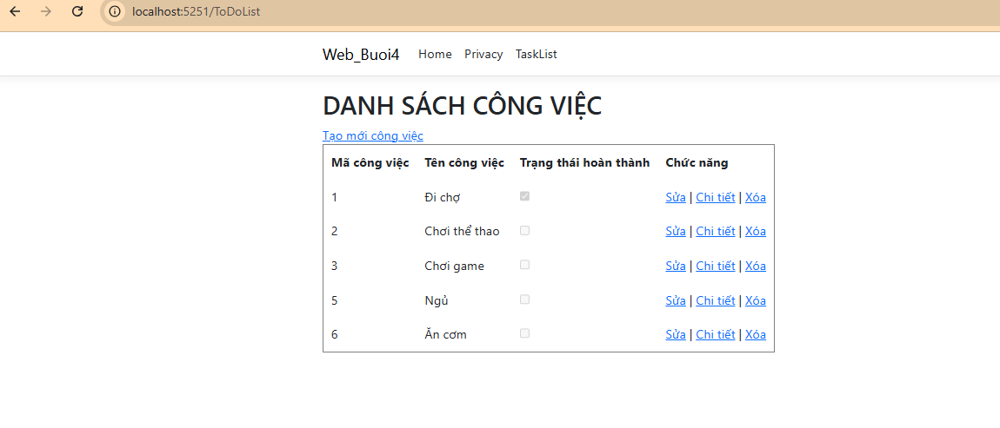 localhost:5251/ToDoList
Web_Buoi4 Home Privacy TaskList
DANH SÁCH CÔNG VIỆC
Tạo mới công việc
Mã công việc Tên công việc Trạng thái hoàn thành Chức năng
1 Đi chợ Sửa | Chi tiết | Xóa
2 Chơi thể thao Sửa | Chi tiết | Xóa
3 Chơi game Sửa | Chi tiết | Xóa
5 Ngủ Sửa | Chi tiết | Xóa
6 Ăn cơm Sửa | Chi tiết | Xóa